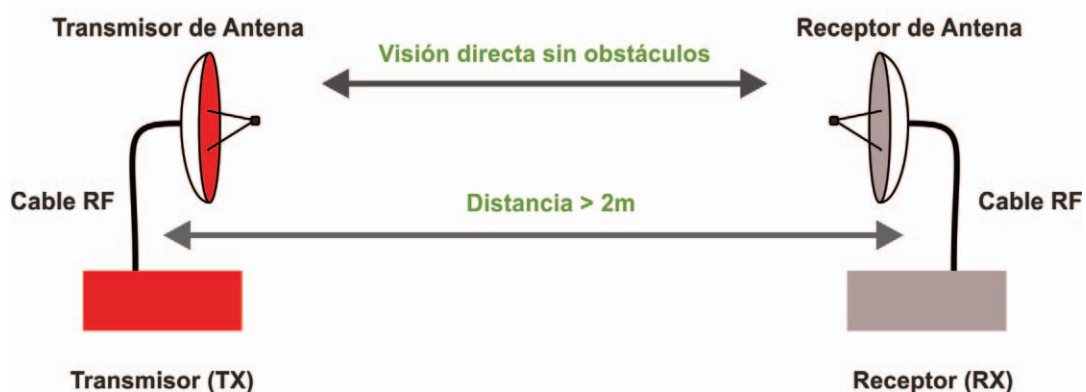 Transmisor de Antena
Receptor de Antena
Visión directa sin obstáculos
Cable RF
Distancia > 2m
Cable RF
Transmisor (TX)
Receptor (RX)